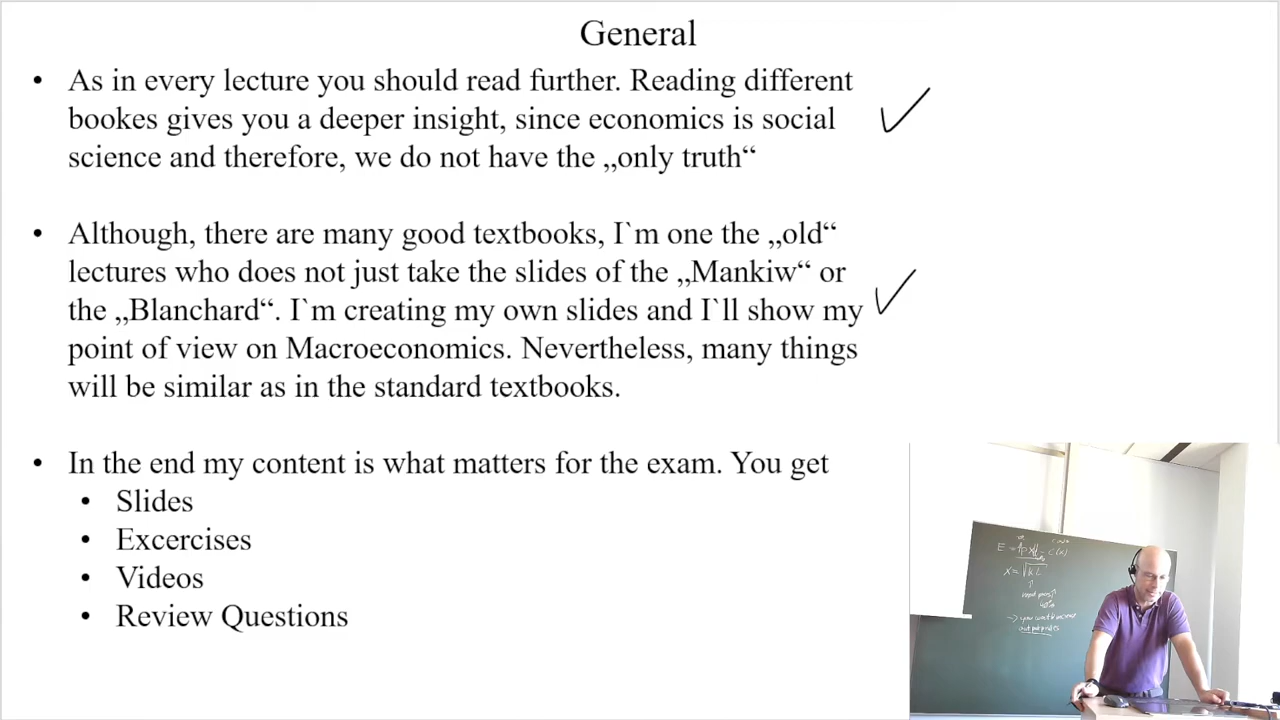 General
• As in every lecture you should read further. Reading different
bookes gives you a deeper insight, since economics is social
science and therefore, we do not have the „only truth“
• Although, there are many good textbooks, I`m one the „old“
lectures who does not just take the slides of the „Mankiw“ or
the „Blanchard“. I`m creating my own slides and I`ll show my
point of view on Macroeconomics. Nevertheless, many things
will be similar as in the standard textbooks.
• In the end my content is what matters for the exam. You get
• Slides
• Excercises
• Videos
• Review Questions